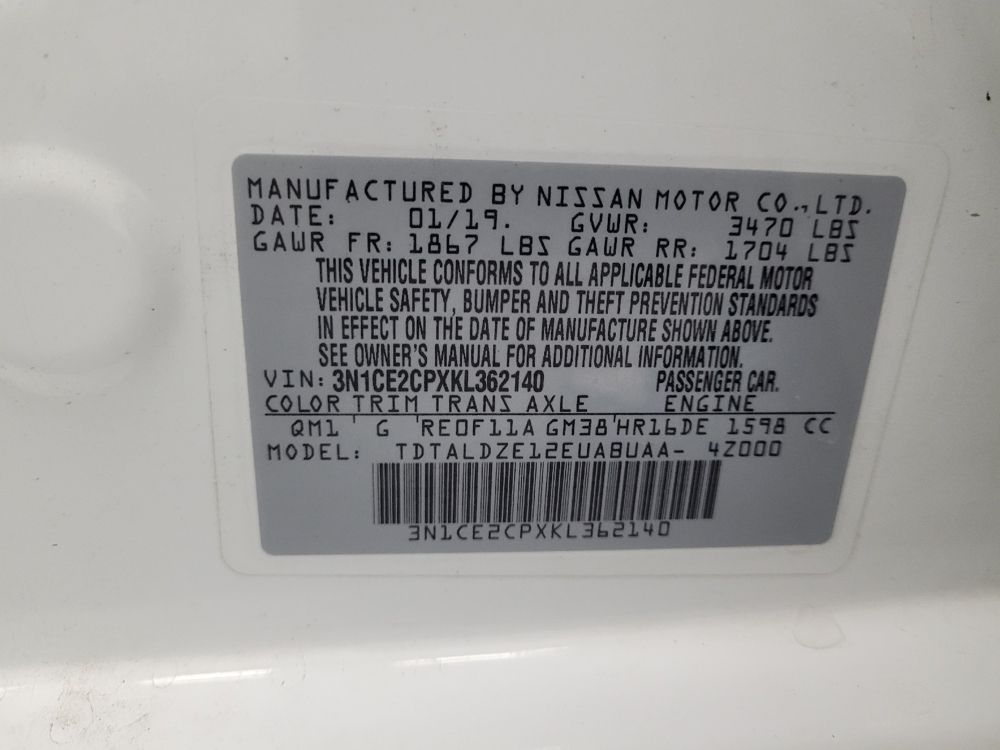 MANUFACTURED BY NISSAN MOTOR CO., LTD.
DATE: 01/19. GVWR: 3470 LBS
GAWR FR: 1867 LBS GAWR RR: 1704 LBS
THIS VEHICLE CONFORMS TO ALL APPLICABLE FEDERAL MOTOR
VEHICLE SAFETY, BUMPER AND THEFT PREVENTION STANDARDS
IN EFFECT ON THE DATE OF MANUFACTURE SHOWN ABOVE.
SEE OWNER'S MANUAL FOR ADDITIONAL INFORMATION.
VIN: 3N1CE2CPXKL362140 PASSENGER CAR.
COLOR TRIM TRANS AXLE ENGINE
QM1 G RE0F11A GM38 HR16DE 1598 CC
MODEL: TDTALDZE12EUABUAA- 4Z000
3N1CE2CPXKL362140